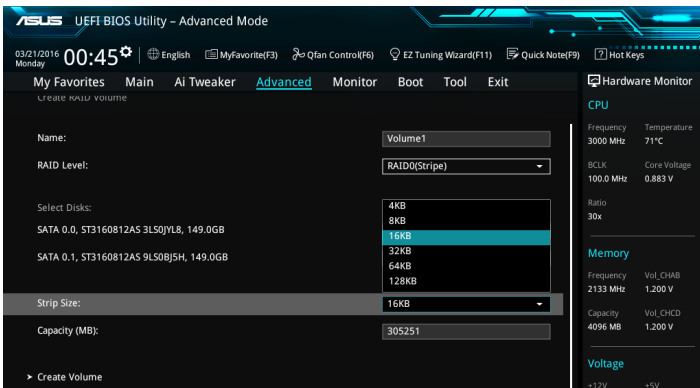 ASUS UEFI BIOS Utility – Advanced Mode
03/21/2016
Monday
00:45
English
MyFavorite(F3)
Qfan Control(F6)
EZ Tuning Wizard(F11)
Quick Note(F9)
? Hot Keys
My Favorites Main Ai Tweaker Advanced Monitor Boot Tool Exit
Hardware Monitor
Create RAID Volume
Name: Volume1
RAID Level: RAID0(Stripe)
Select Disks:
SATA 0.0, ST3160812AS 3LS0JYL8, 149.0GB
SATA 0.1, ST3160812AS 9LS0BJ5H, 149.0GB
4KB
8KB
16KB
32KB
64KB
128KB
Strip Size: 16KB
Capacity (MB): 305251
Create Volume
CPU
Frequency Temperature
3000 MHz 71°C
BCLK Core Voltage
100.0 MHz 0.883 V
Ratio
30x
Memory
Frequency Vol_CHAB
2133 MHz 1.200 V
Capacity Vol_CHCD
4096 MB 1.200 V
Voltage
+12V +5V